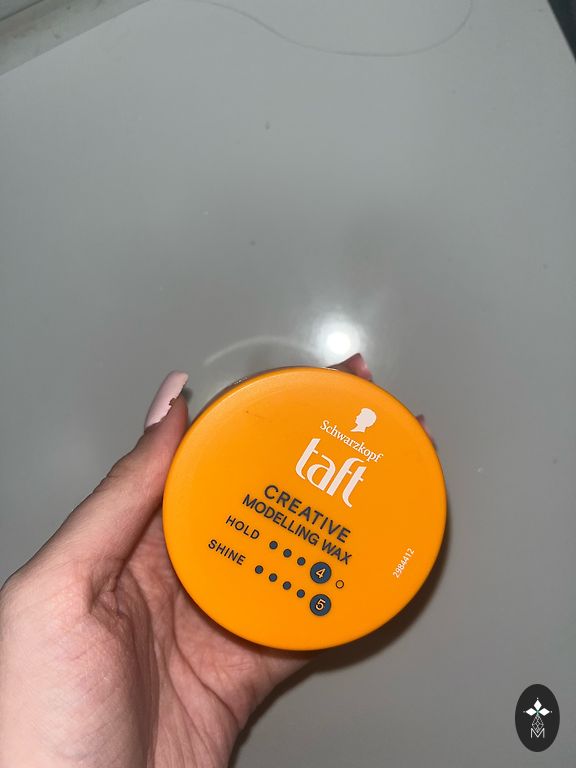 Schwarzkopf
taft
CREATIVE
MODELLING WAX
HOLD 4
SHINE 5
2984412
M